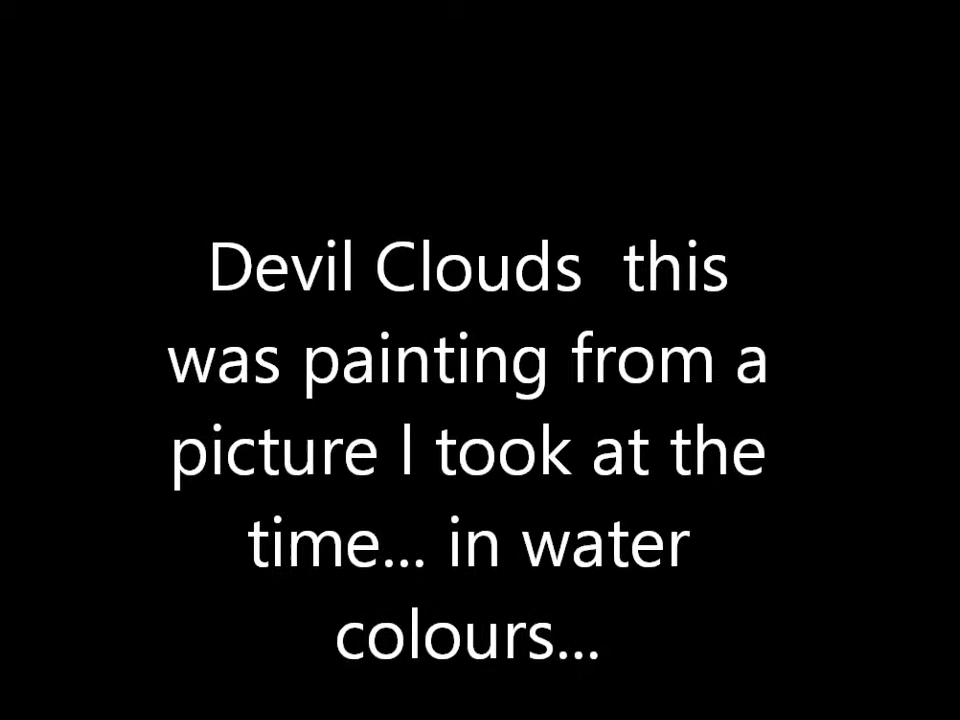 Devil Clouds  this
was painting from a
picture I took at the
time... in water
colours...